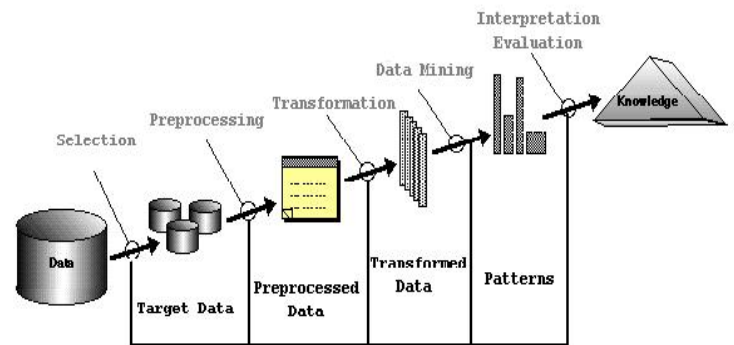 Interpretation
Evaluation
Data Mining
Knowledge
Transformation
Preprocessing
Selection
Data
Target Data
Preprocessed
Data
Transformed
Data
Patterns